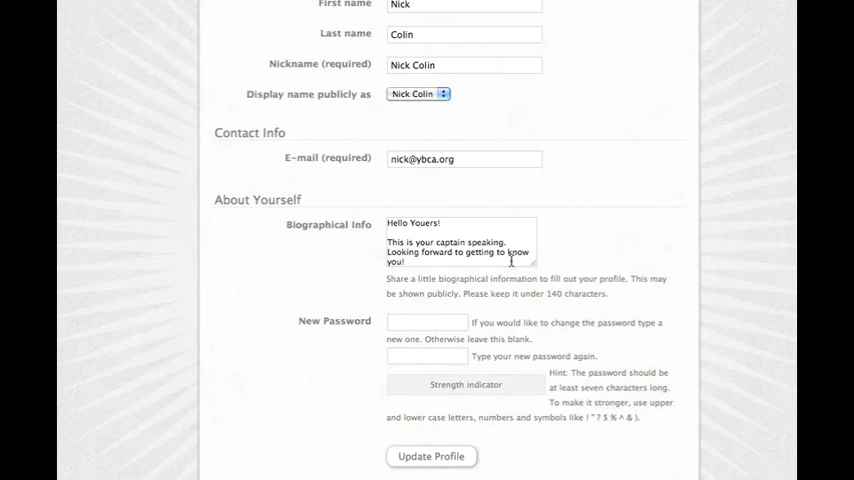 First name Nick
Last name Colin
Nickname (required) Nick Colin
Display name publicly as Nick Colin
Contact Info
E-mail (required) nick@ybca.org
About Yourself
Biographical Info Hello Youers!
This is your captain speaking.
Looking forward to getting to know
you!
Share a little biographical information to fill out your profile. This may
be shown publicly. Please keep it under 140 characters.
New Password If you would like to change the password type a
new one. Otherwise leave this blank.
Type your new password again.
Strength indicator
Hint: The password should be
at least seven characters long.
To make it stronger, use upper
and lower case letters, numbers and symbols like ! " ? $ % ^ & ).
Update Profile